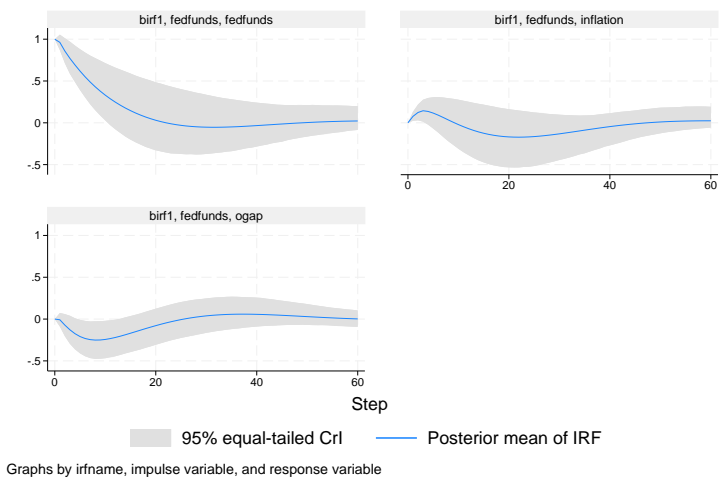 birf1, fedfunds, fedfunds
birf1, fedfunds, inflation
1
.5
0
-.5
0 20 40 60
birf1, fedfunds, ogap
1
.5
0
-.5
0 20 40 60
Step
95% equal-tailed CrI
Posterior mean of IRF
Graphs by irfname, impulse variable, and response variable